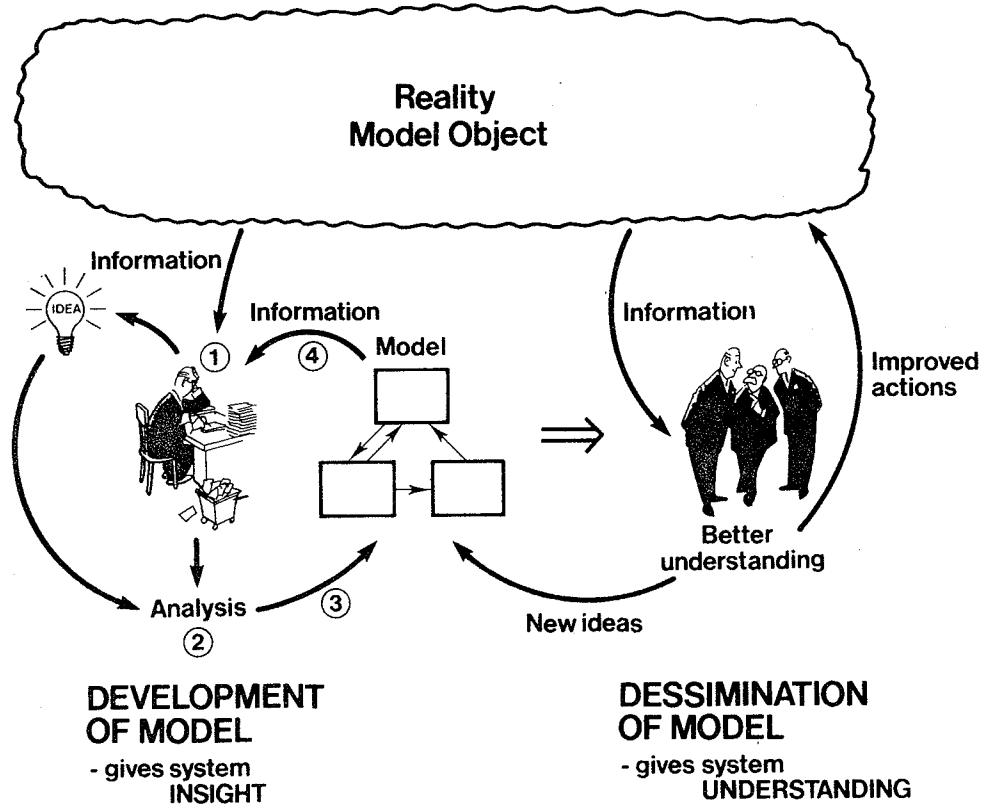 Reality
Model Object
Information
IDEA
1
Information
4
Model
Information
Improved
actions
Better
understanding
Analysis
2
3
New ideas
DEVELOPMENT
OF MODEL
- gives system
INSIGHT
DESSIMINATION
OF MODEL
- gives system
UNDERSTANDING